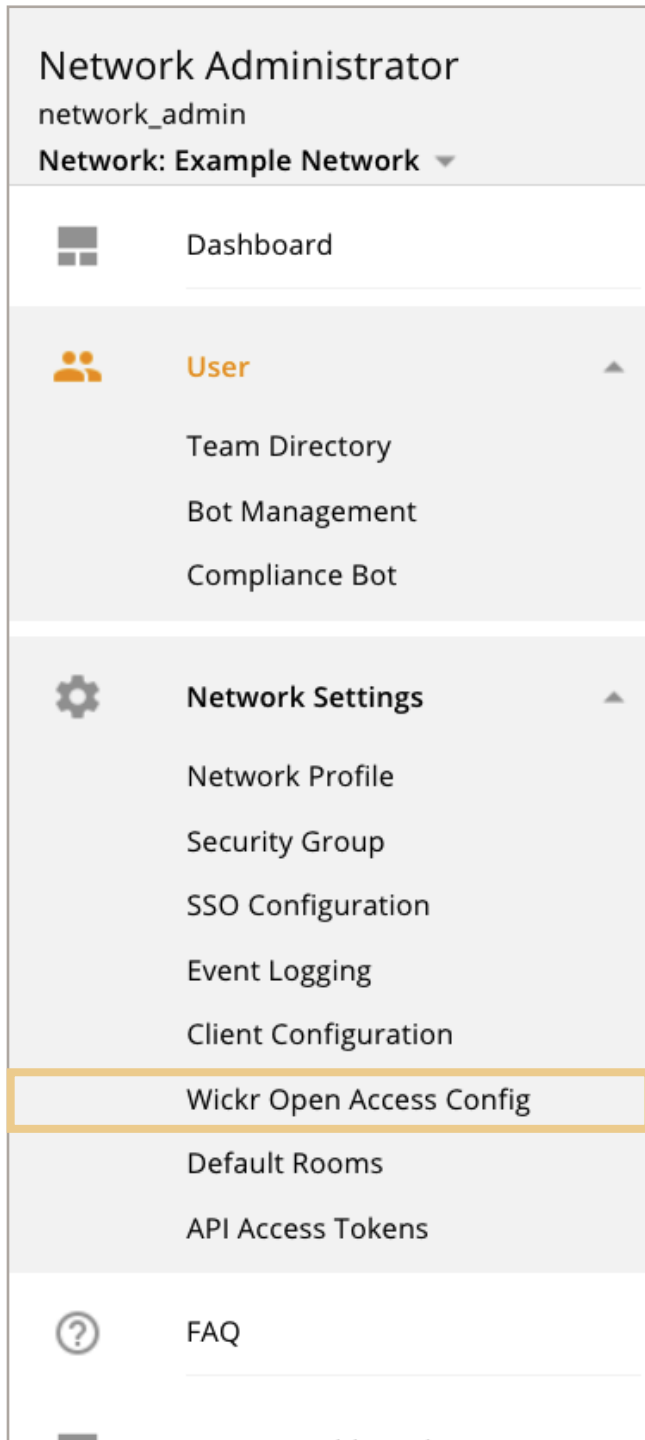 Network Administrator
network_admin
Network: Example Network
Dashboard
User
Team Directory
Bot Management
Compliance Bot
Network Settings
Network Profile
Security Group
SSO Configuration
Event Logging
Client Configuration
Wickr Open Access Config
Default Rooms
API Access Tokens
FAQ